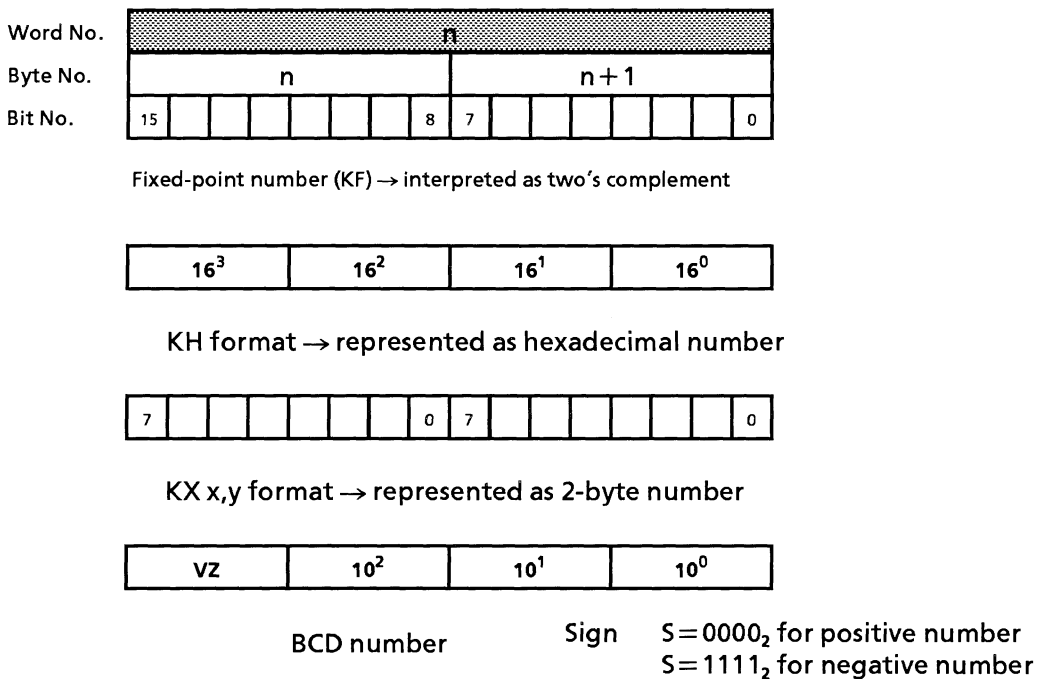 Word No. n
Byte No. n n+1
Bit No. 15 8 7 0
Fixed-point number (KF) → interpreted as two's complement
16³ 16² 16¹ 16⁰
KH format → represented as hexadecimal number
7 0 7 0
KX x,y format → represented as 2-byte number
VZ 10² 10¹ 10⁰
BCD number Sign S=0000₂ for positive number
S=1111₂ for negative number